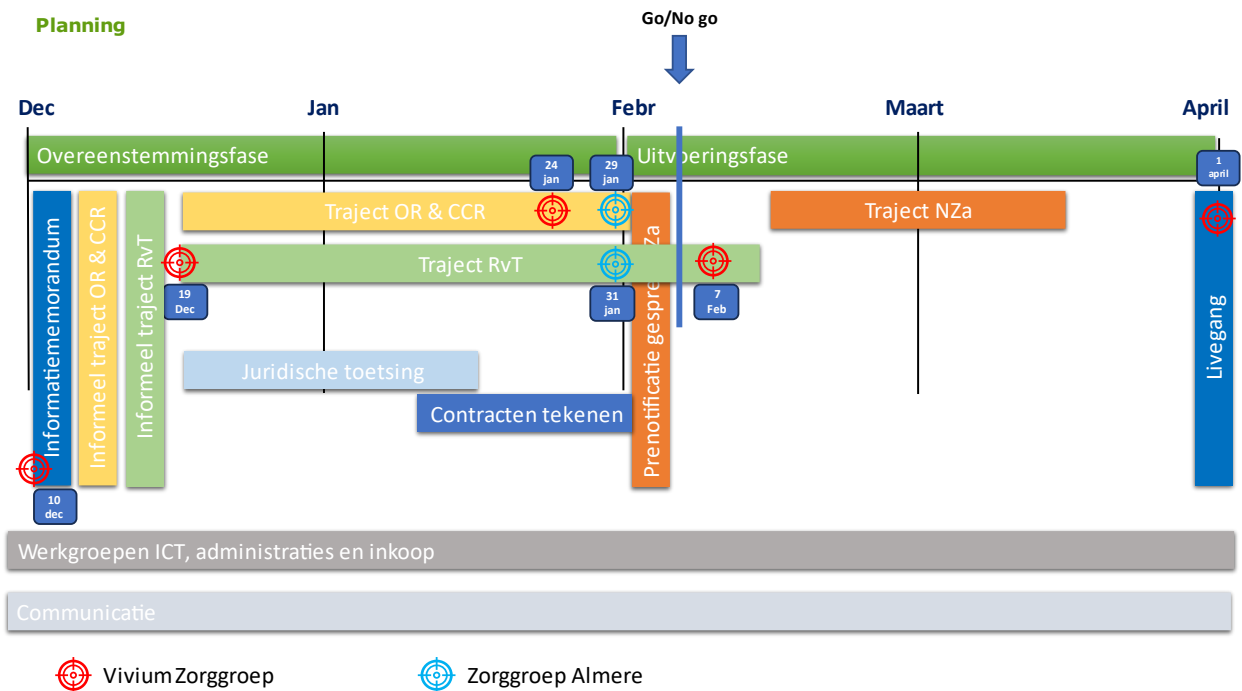 Planning
Go/No go
Dec
Jan
Febr
Maart
April
Overeenstemmingsfase
Uitvoeringsfase
24
jan
29
jan
1
april
Traject OR & CCR
Traject NZa
Traject RvT
19
Dec
31
jan
7
Feb
Informatiememorandum
Informeel traject OR & CCR
Informeel traject RvT
Prenotificatie gespre Za
Livegang
Juridische toetsing
Contracten tekenen
10
dec
Werkgroepen ICT, administraties en inkoop
Communicatie
Vivium Zorggroep
Zorggroep Almere